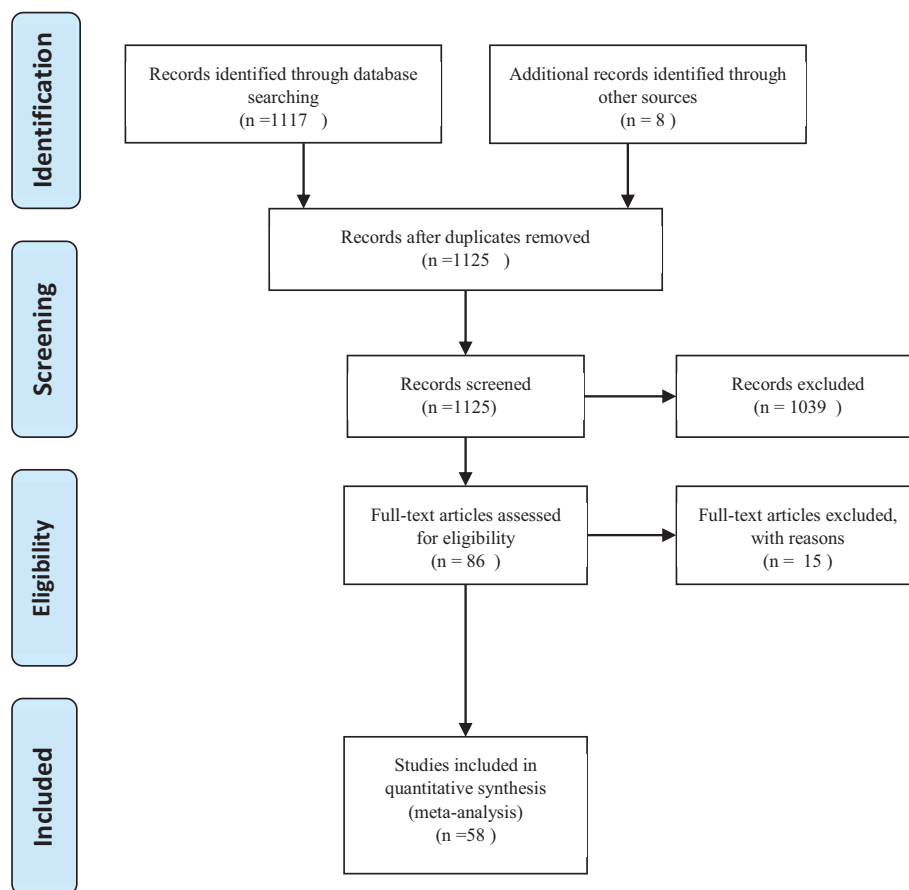 Identification
Records identified through database
searching
(n =1117   )
Additional records identified through
other sources
(n = 8 )
Records after duplicates removed
(n =1125   )
Screening
Records screened
(n =1125)
Records excluded
(n = 1039  )
Eligibility
Full-text articles assessed
for eligibility
(n = 86  )
Full-text articles excluded,
with reasons
(n =  15 )
Included
Studies included in
quantitative synthesis
(meta-analysis)
(n =58 )